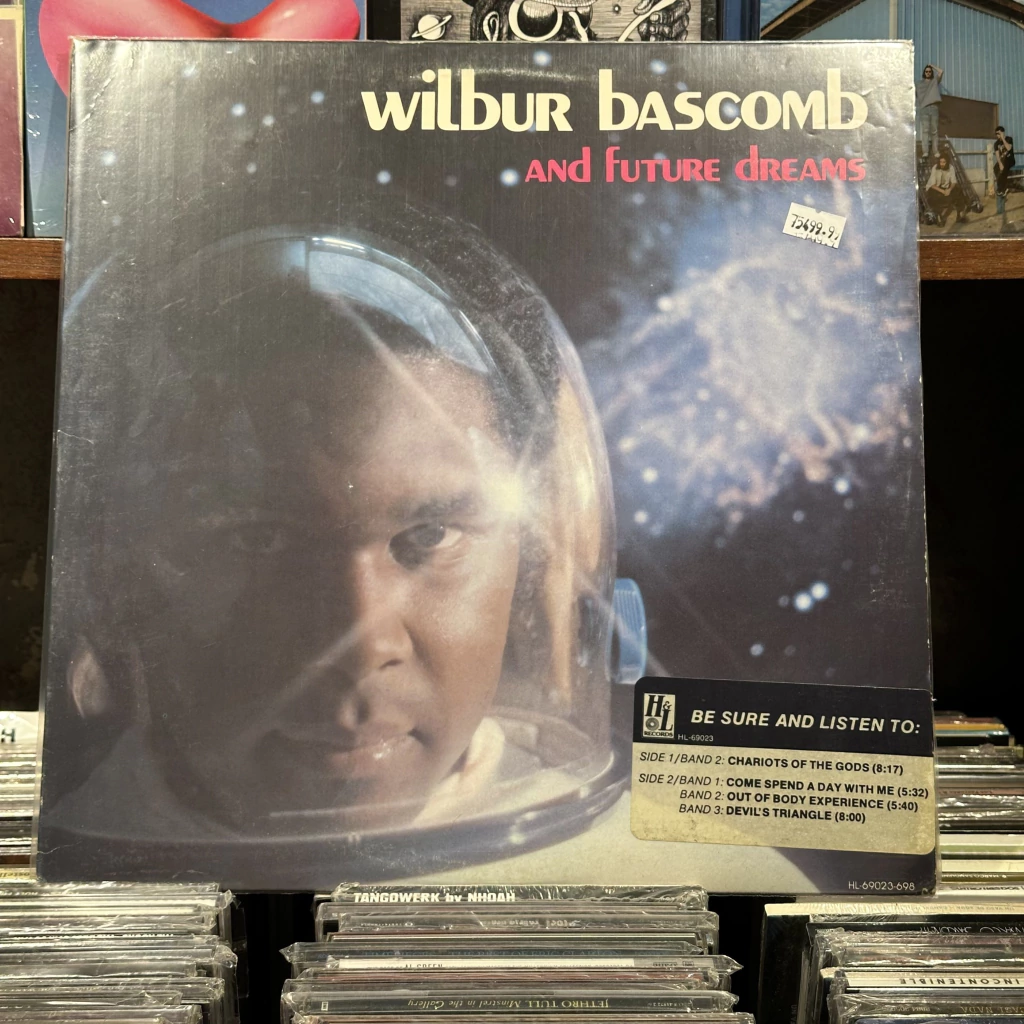 wilbur bascomb
and future dreams
H&L
RECORDS
HL-69023
BE SURE AND LISTEN TO:
SIDE 1/BAND 2: CHARIOTS OF THE GODS (8:17)
SIDE 2/BAND 1: COME SPEND A DAY WITH ME (5:32)
BAND 2: OUT OF BODY EXPERIENCE (5:40)
BAND 3: DEVIL'S TRIANGLE (8:00)
HL-69023-698
TANGOWERK by NHOAH
AL GREEN
JETHRO TULL Minstrel in the Gallery
INCONTENIBLE